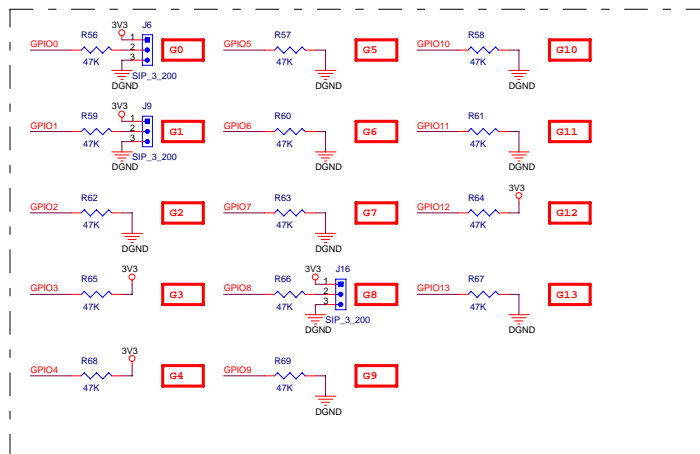 3V3 J6
R56 R57 R58
GPIO0 1 2 3 G0 GPIO5 G5 GPIO10 G10
47K SIP_3_200 47K 47K
DGND DGND DGND
3V3 J9
R59 R60 R61
GPIO1 1 2 3 G1 GPIO6 G6 GPIO11 G11
47K SIP_3_200 47K 47K
DGND DGND DGND
3V3
R62 R63 R64
GPIO2 G2 GPIO7 G7 GPIO12 G12
47K 47K 47K
DGND DGND
3V3 3V3 J16
R65 R66 R67
GPIO3 G3 GPIO8 1 2 3 G8 GPIO13 G13
47K 47K SIP_3_200 47K
DGND DGND
3V3
R68 R69
GPIO4 G4 GPIO9 G9
47K 47K
DGND